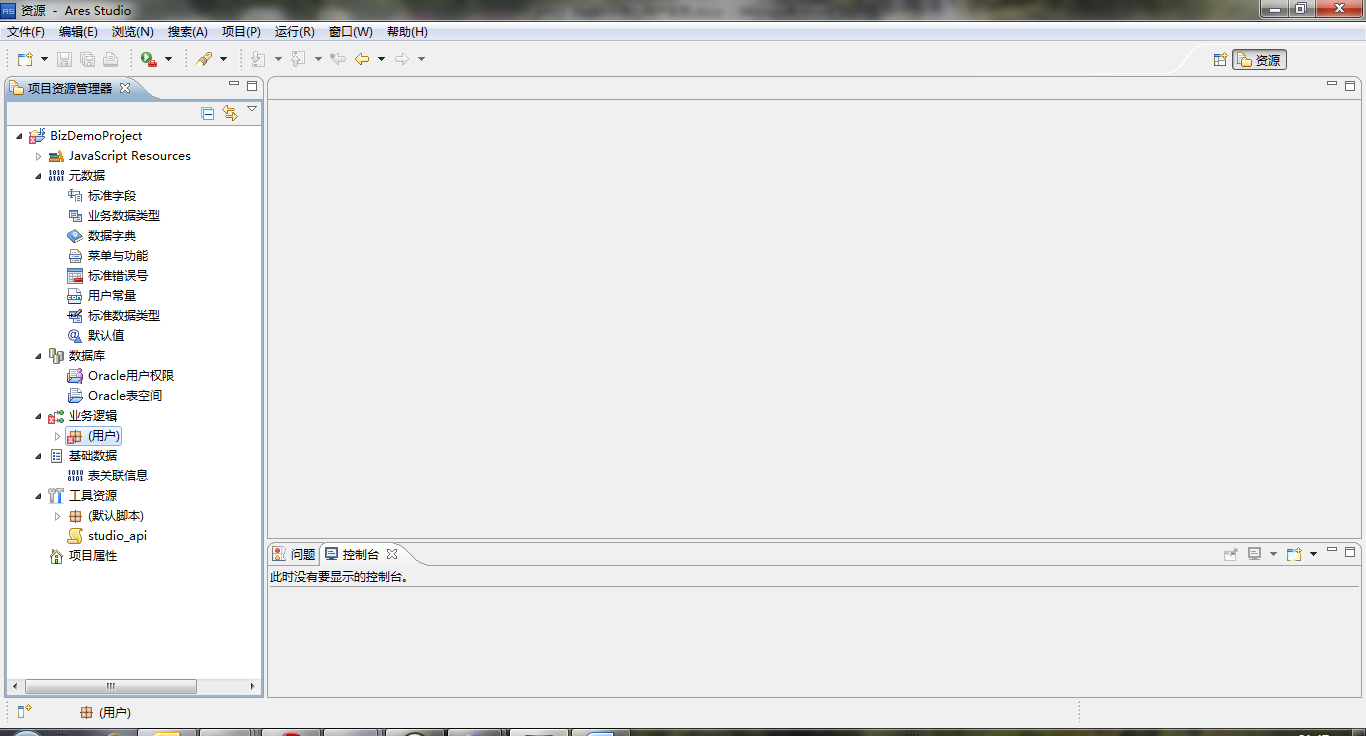 资源 - Ares Studio
文件(F) 编辑(E) 浏览(N) 搜索(A) 项目(P) 运行(R) 窗口(W) 帮助(H)
资源
项目资源管理器
BizDemoProject
JavaScript Resources
元数据
标准字段
业务数据类型
数据字典
菜单与功能
标准错误号
用户常量
标准数据类型
默认值
数据库
Oracle用户权限
Oracle表空间
业务逻辑
(用户)
基础数据
表关联信息
工具资源
(默认脚本)
studio_api
项目属性
问题 控制台
此时没有要显示的控制台。
(用户)